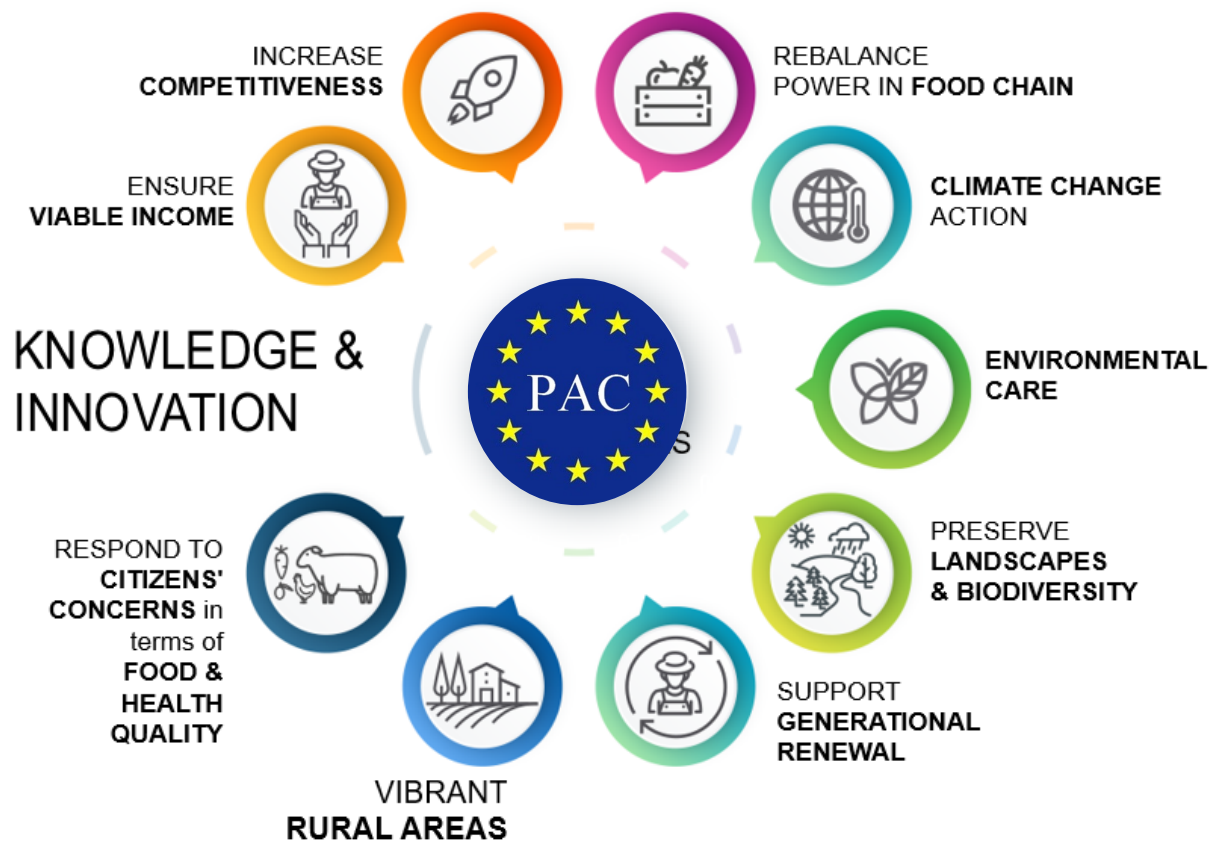 INCREASE
COMPETITIVENESS
REBALANCE
POWER IN FOOD CHAIN
ENSURE
VIABLE INCOME
CLIMATE CHANGE
ACTION
KNOWLEDGE &
INNOVATION
PAC
ENVIRONMENTAL
CARE
RESPOND TO
CITIZENS'
CONCERNS in
terms of
FOOD &
HEALTH
QUALITY
PRESERVE
LANDSCAPES
& BIODIVERSITY
SUPPORT
GENERATIONAL
RENEWAL
VIBRANT
RURAL AREAS